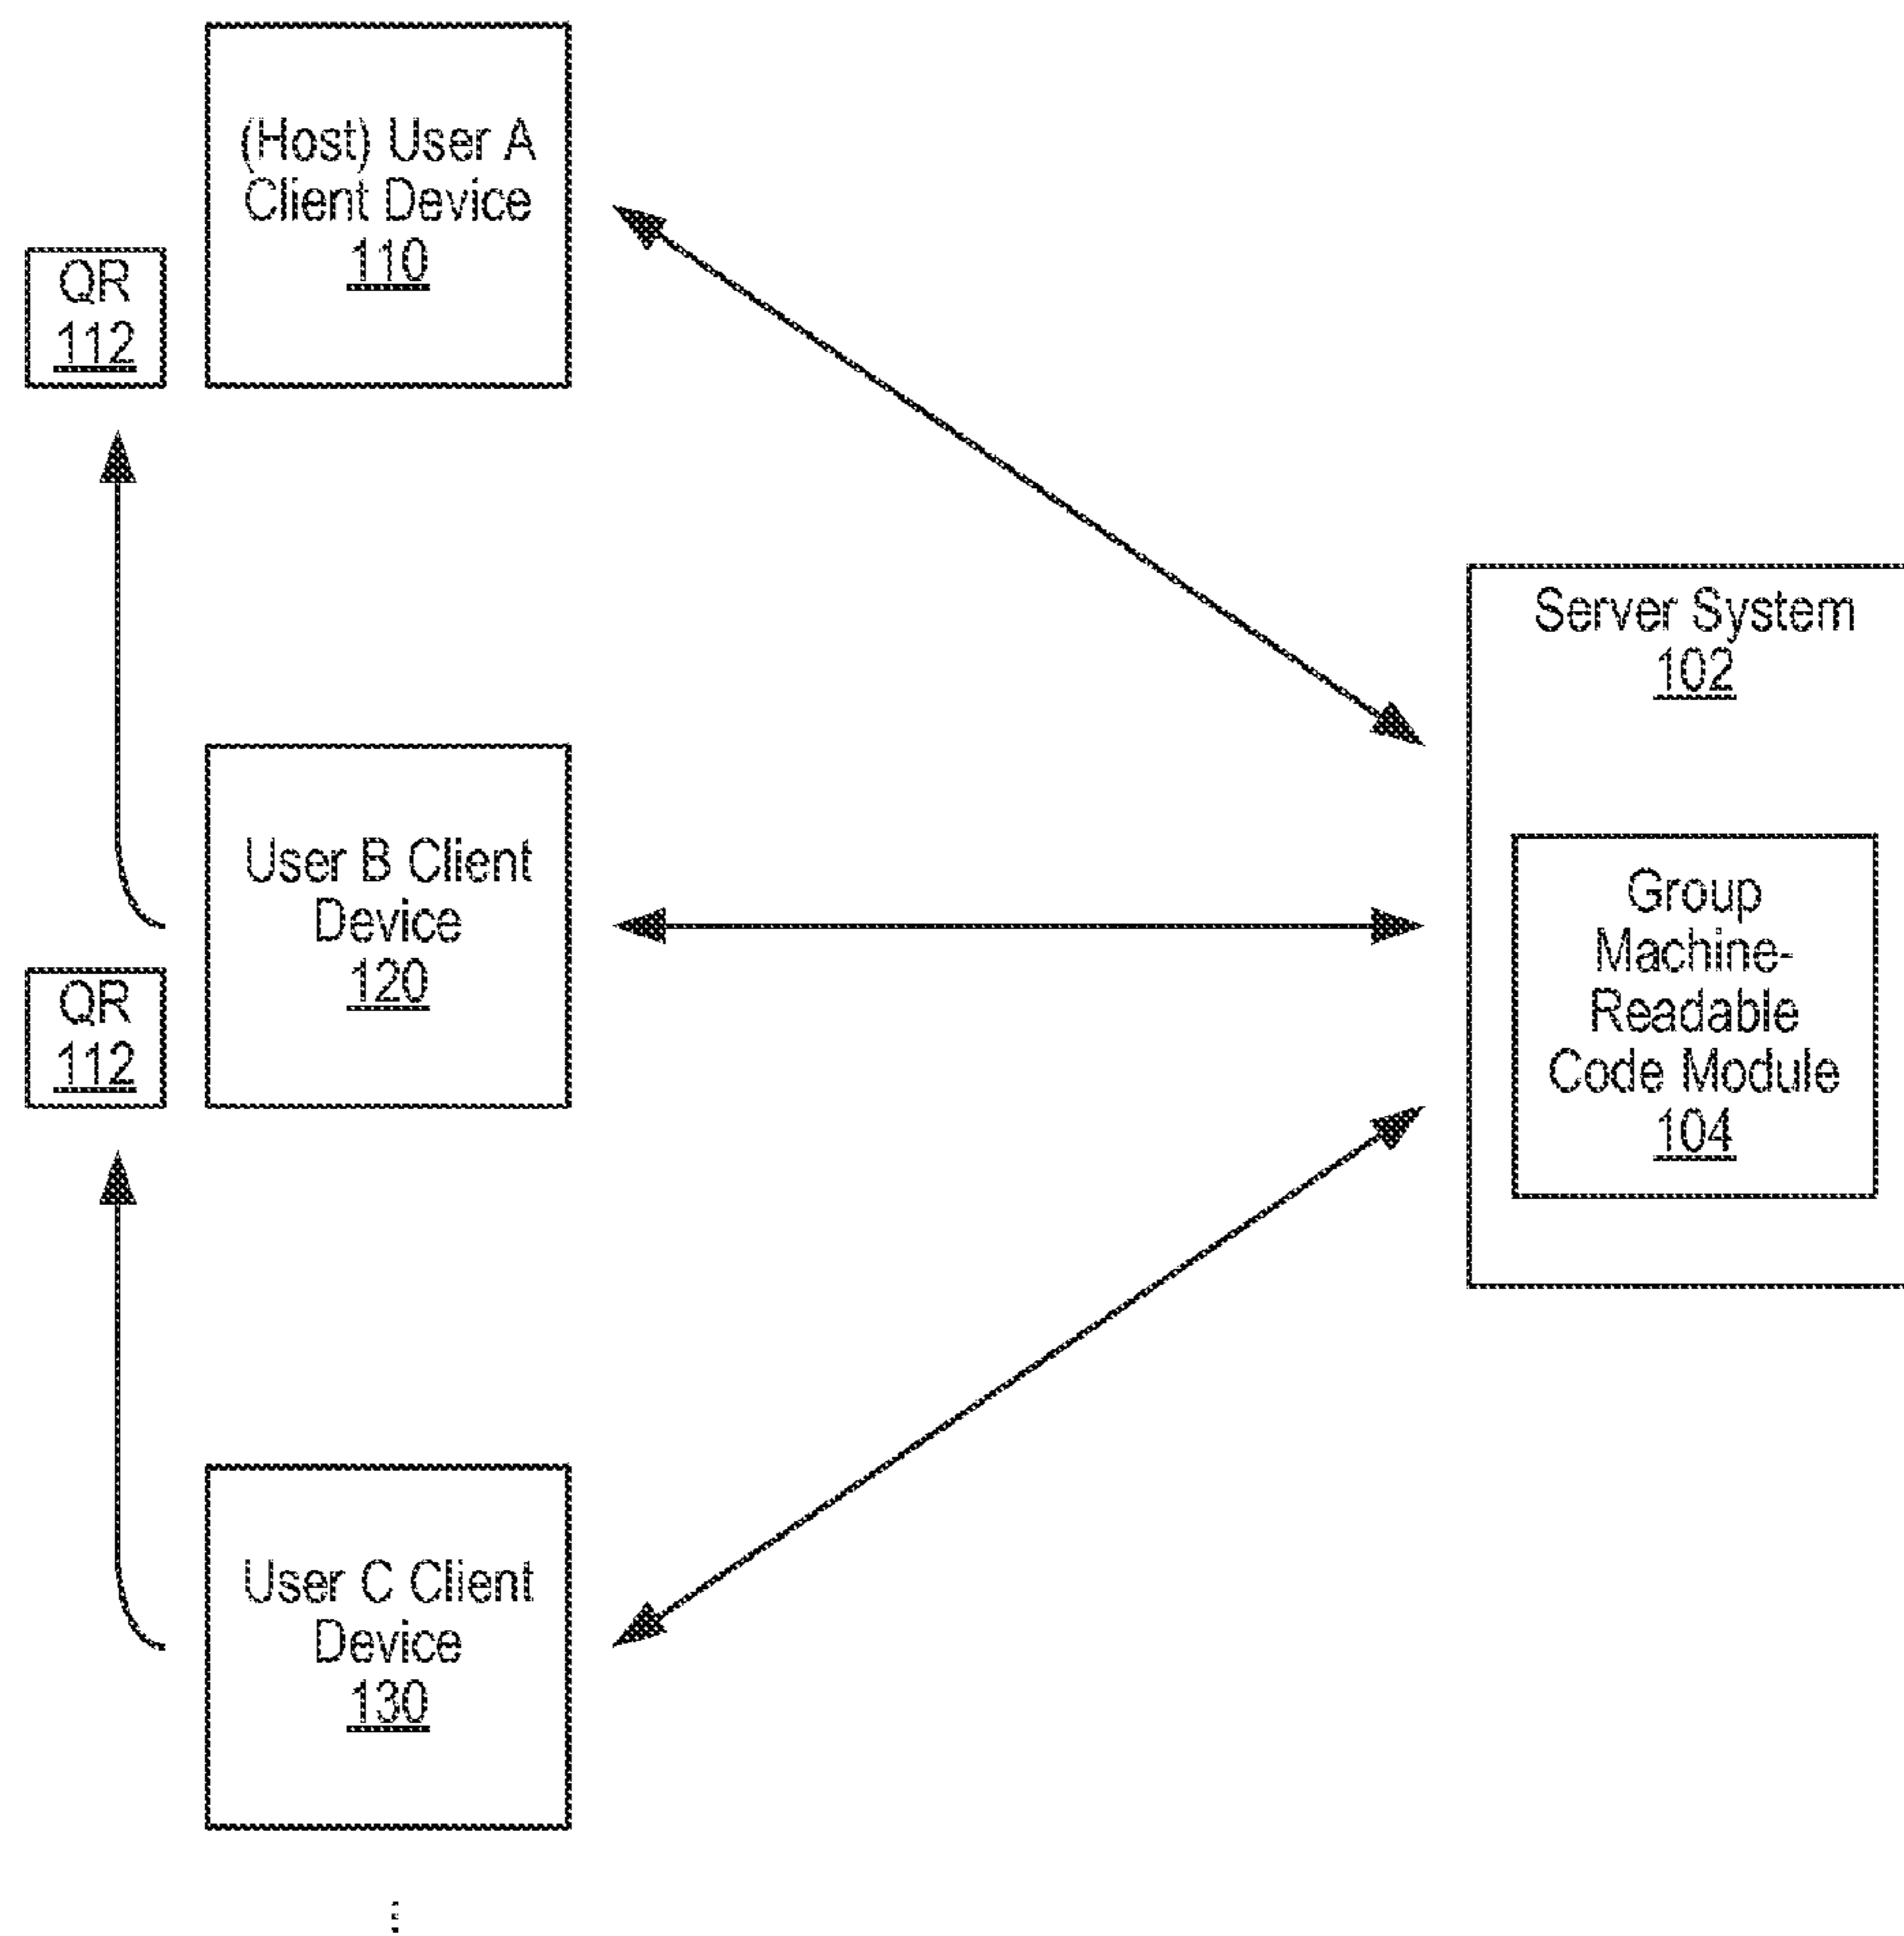 (Host) User A
Client Device
110
QR
112
Server System
102
User B Client
Device
120
Group
Machine-
Readable
Code Module
104
QR
112
User C Client
Device
130